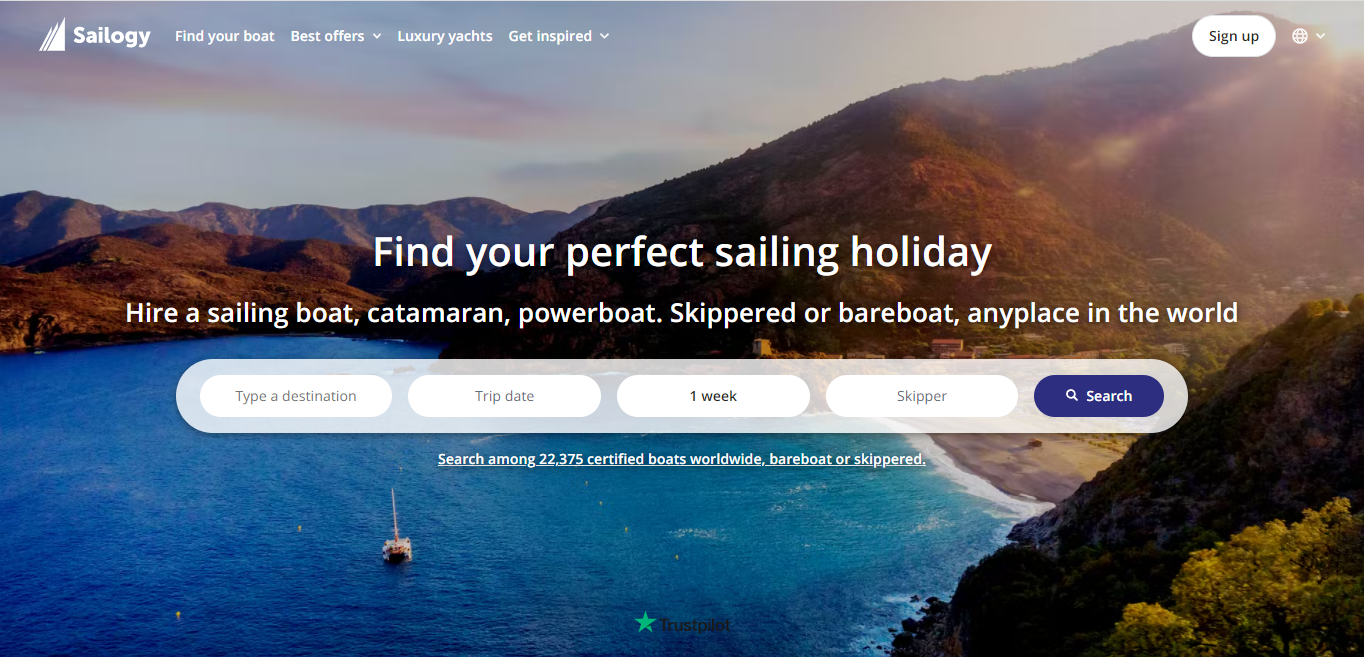 Sailogy
Find your boat
Best offers
Luxury yachts
Get inspired
Sign up
Find your perfect sailing holiday
Hire a sailing boat, catamaran, powerboat. Skippered or bareboat, anyplace in the world
Type a destination
Trip date
1 week
Skipper
Search
Search among 22,375 certified boats worldwide, bareboat or skippered.
Trustpilot